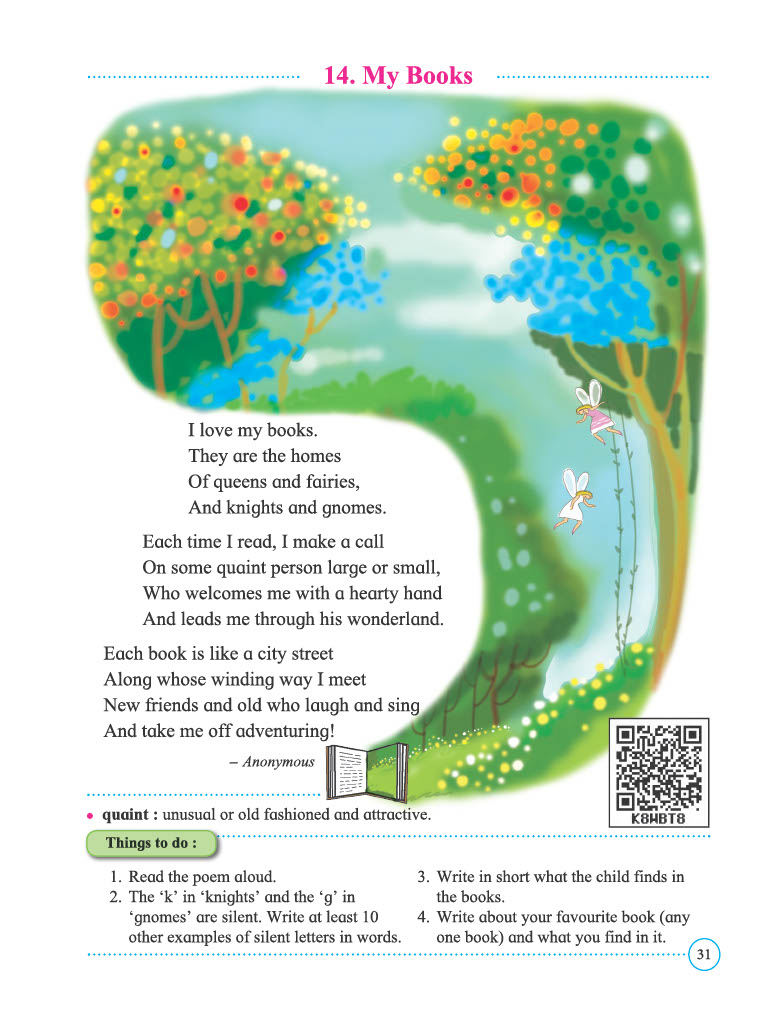 14. My Books
I love my books.
They are the homes
Of queens and fairies,
And knights and gnomes.
Each time I read, I make a call
On some quaint person large or small,
Who welcomes me with a hearty hand
And leads me through his wonderland.
Each book is like a city street
Along whose winding way I meet
New friends and old who laugh and sing
And take me off adventuring!
– Anonymous
K8WBT8
• quaint : unusual or old fashioned and attractive.
Things to do :
1. Read the poem aloud.
2. The ‘k’ in ‘knights’ and the ‘g’ in
‘gnomes’ are silent. Write at least 10
other examples of silent letters in words.
3. Write in short what the child finds in
the books.
4. Write about your favourite book (any
one book) and what you find in it.
31